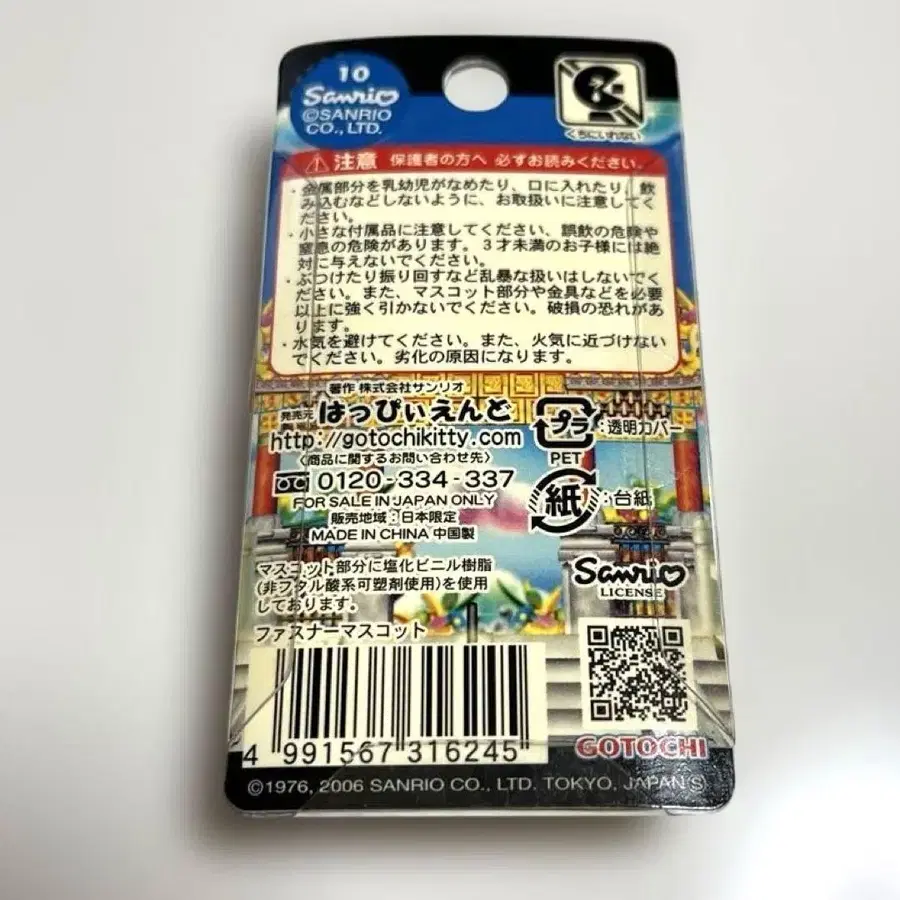 10
Sanrio
©SANRIO
CO., LTD.
くちにいれない
注意 保護者の方へ 必ずお読みください。
・金属部分を乳幼児がなめたり、口に入れたり、飲
み込むなどしないように、お取扱いに注意してく
ださい。
・小さな付属品に注意してください、誤飲の危険や
窒息の危険があります。3才未満のお子様には絶
対に与えないでください。
・ぶつけたり振り回すなど乱暴な扱いはしないでく
ださい。また、マスコット部分や金具などを必要
以上に強く引かないでください。破損の恐れがあ
ります。
・水気を避けてください。また、火気に近づけない
でください。劣化の原因になります。
著作 株式会社サンリオ
発売元 はっぴぃえんど
http://gotochikitty.com
〈商品に関するお問い合わせ先〉
0120-334-337
FOR SALE IN JAPAN ONLY
販売地域:日本限定
MADE IN CHINA 中国製
プラ:透明カバー
PET
紙:台紙
マスコット部分に塩化ビニル樹脂
(非フタル酸系可塑剤使用)を使用
しております。
ファスナーマスコット
Sanrio
LICENSE
4 991567 316245
GOTOCHI
©1976, 2006 SANRIO CO., LTD. TOKYO, JAPAN Ⓢ